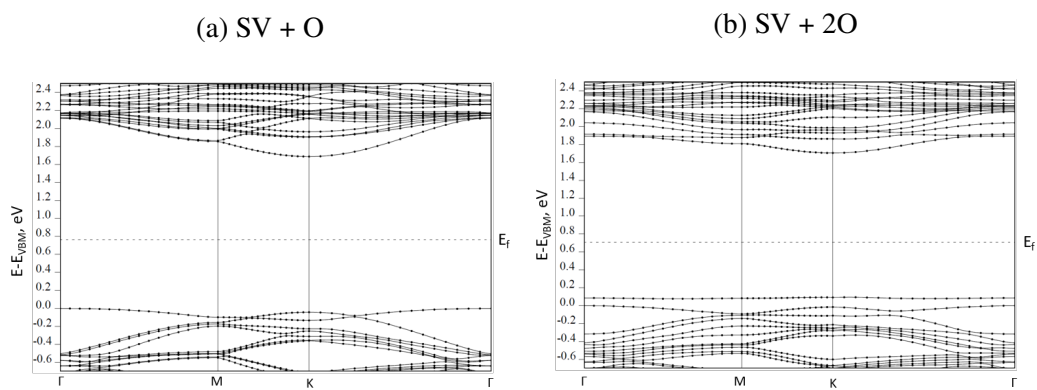 (a) SV + O
(b) SV + 2O
E-E_VBM, eV
2.4
2.2
2.0
1.8
1.6
1.4
1.2
1.0
0.8
0.6
0.4
0.2
0.0
-0.2
-0.4
-0.6
Γ
M
K
Γ
E_f
E-E_VBM, eV
2.4
2.2
2.0
1.8
1.6
1.4
1.2
1.0
0.8
0.6
0.4
0.2
0.0
-0.2
-0.4
-0.6
Γ
M
K
Γ
E_f